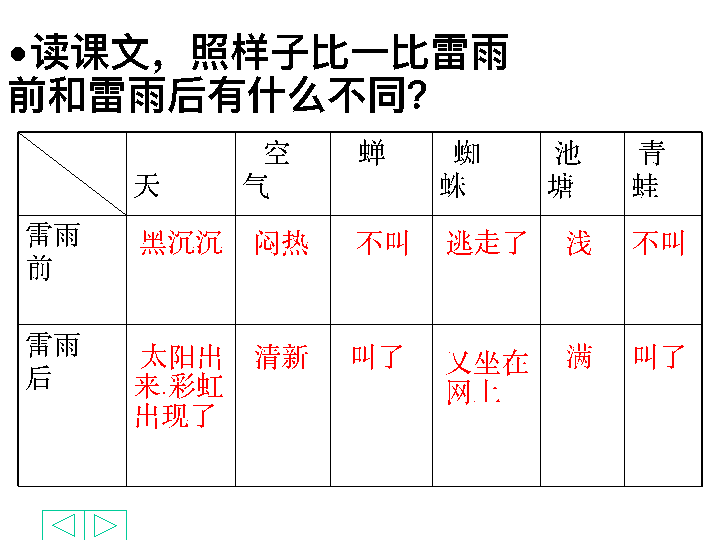 •读课文，照样子比一比雷雨
前和雷雨后有什么不同?
天 空气 蝉 蜘蛛 池塘 青蛙
雷雨前 黑沉沉 闷热 不叫 逃走了 浅 不叫
雷雨后 太阳出来.彩虹出现了 清新 叫了 又坐在网上 满 叫了